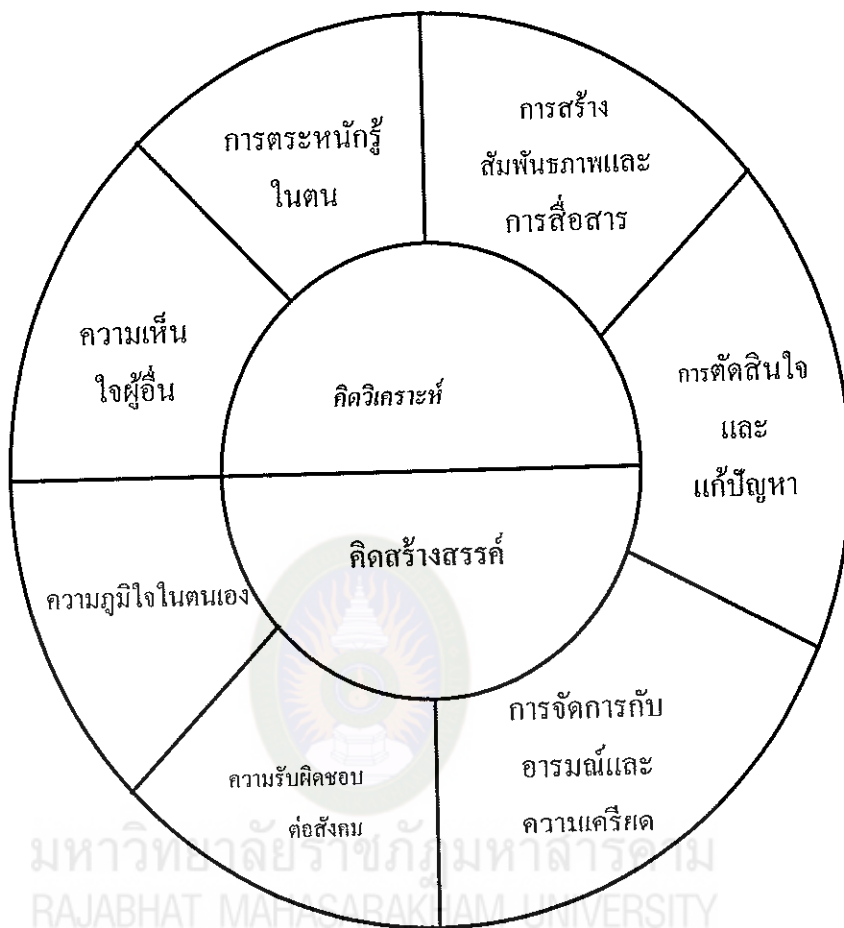 การตระหนักรู้
ในตน
การสร้าง
สัมพันธภาพและ
การสื่อสาร
ความเห็น
ใจผู้อื่น
คิดวิเคราะห์
การตัดสินใจ
และ
แก้ปัญหา
คิดสร้างสรรค์
ความภูมิใจในตนเอง
การจัดการกับ
อารมณ์และ
ความเครียด
ความรับผิดชอบ
ต่อสังคม
มหาวิทยาลัยราชภัฏมหาสารคาม
RAJABHAT MAHASARAKHAM UNIVERSITY